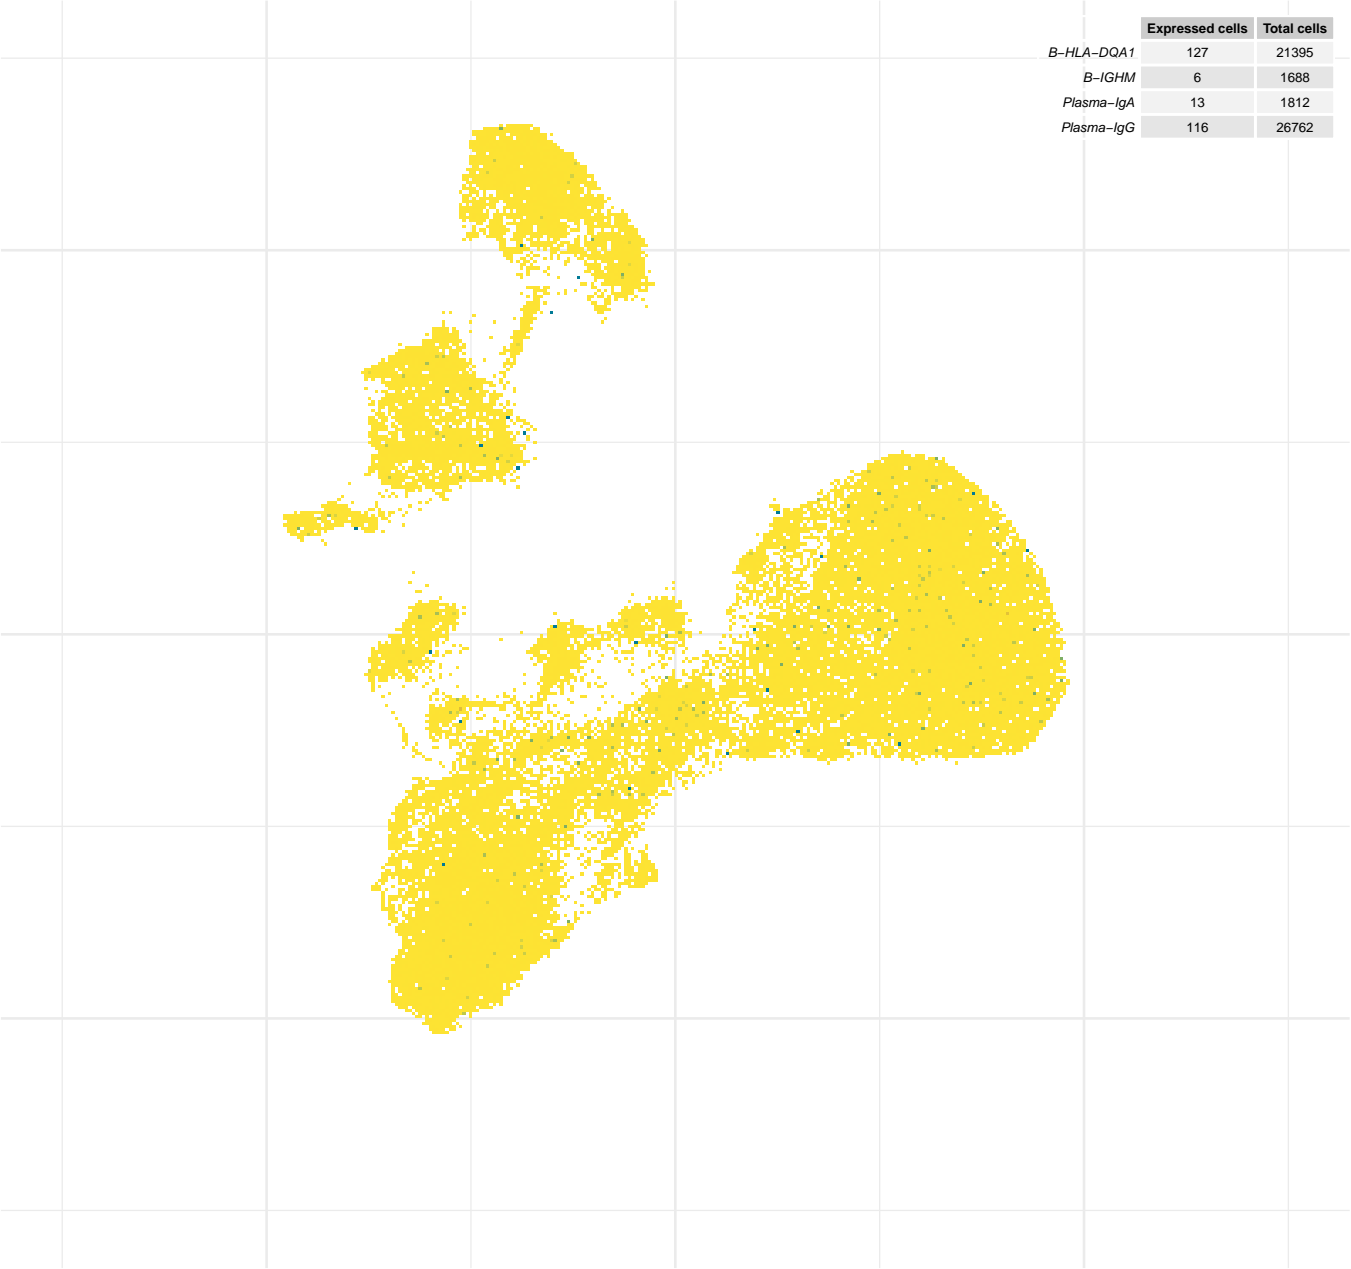 Expressed cells Total cells
B−HLA−DQA1 127 21395
B−IGHM 6 1688
Plasma−IgA 13 1812
Plasma−IgG 116 26762